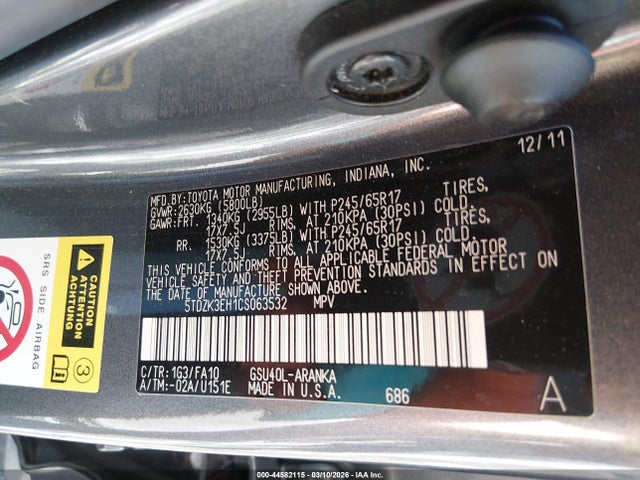 12/11
MFD.BY:TOYOTA MOTOR MANUFACTURING, INDIANA, INC.
GVWR:2630KG (5800LB)
GAWR:FRT. 1340KG (2955LB) WITH P245/65R17 TIRES,
17X7.5J RIMS, AT 210KPA (30PSI) COLD.
RR. 1530KG (3375LB) WITH P245/65R17 TIRES,
17X7.5J RIMS, AT 210KPA (30PSI) COLD.
THIS VEHICLE CONFORMS TO ALL APPLICABLE FEDERAL MOTOR
VEHICLE SAFETY AND THEFT PREVENTION STANDARDS IN EFFECT ON
THE DATE OF MANUFACTURE SHOWN ABOVE.
5TDZK3EH1CS063532 MPV
C/TR:1G3/FA10 GSU40L-ARANKA
A/TM:-02A/U151E MADE IN U.S.A. 686 A
SRS SIDE AIRBAG
ATTENTION
ACHTUNG
3
000-44582115 - 03/10/2026 - IAA Inc.